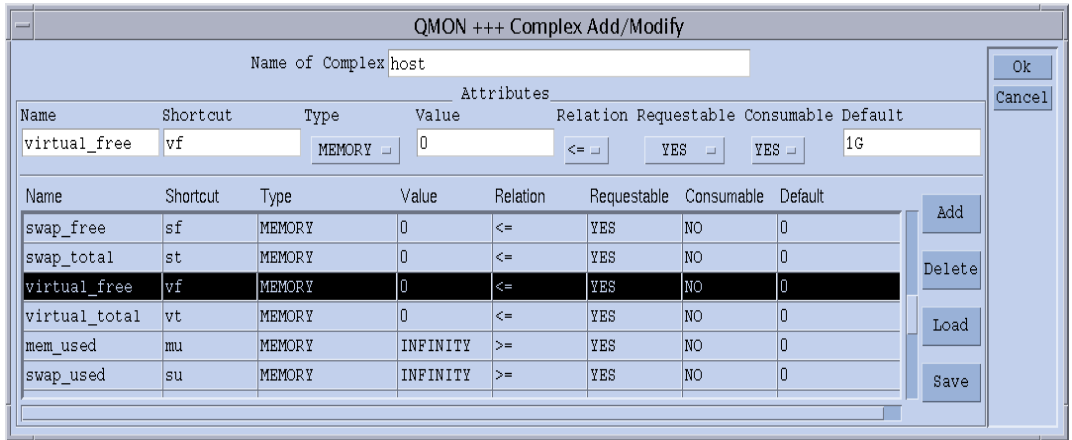 QMON +++ Complex Add/Modify
Name of Complex host
Ok
Cancel
Attributes
Name Shortcut Type Value Relation Requestable Consumable Default
virtual_free vf MEMORY 0 <= YES YES 1G
Name Shortcut Type Value Relation Requestable Consumable Default
swap_free sf MEMORY 0 <= YES NO 0
swap_total st MEMORY 0 <= YES NO 0
virtual_free vf MEMORY 0 <= YES NO 0
virtual_total vt MEMORY 0 <= YES NO 0
mem_used mu MEMORY INFINITY >= YES NO 0
swap_used su MEMORY INFINITY >= YES NO 0
Add
Delete
Load
Save